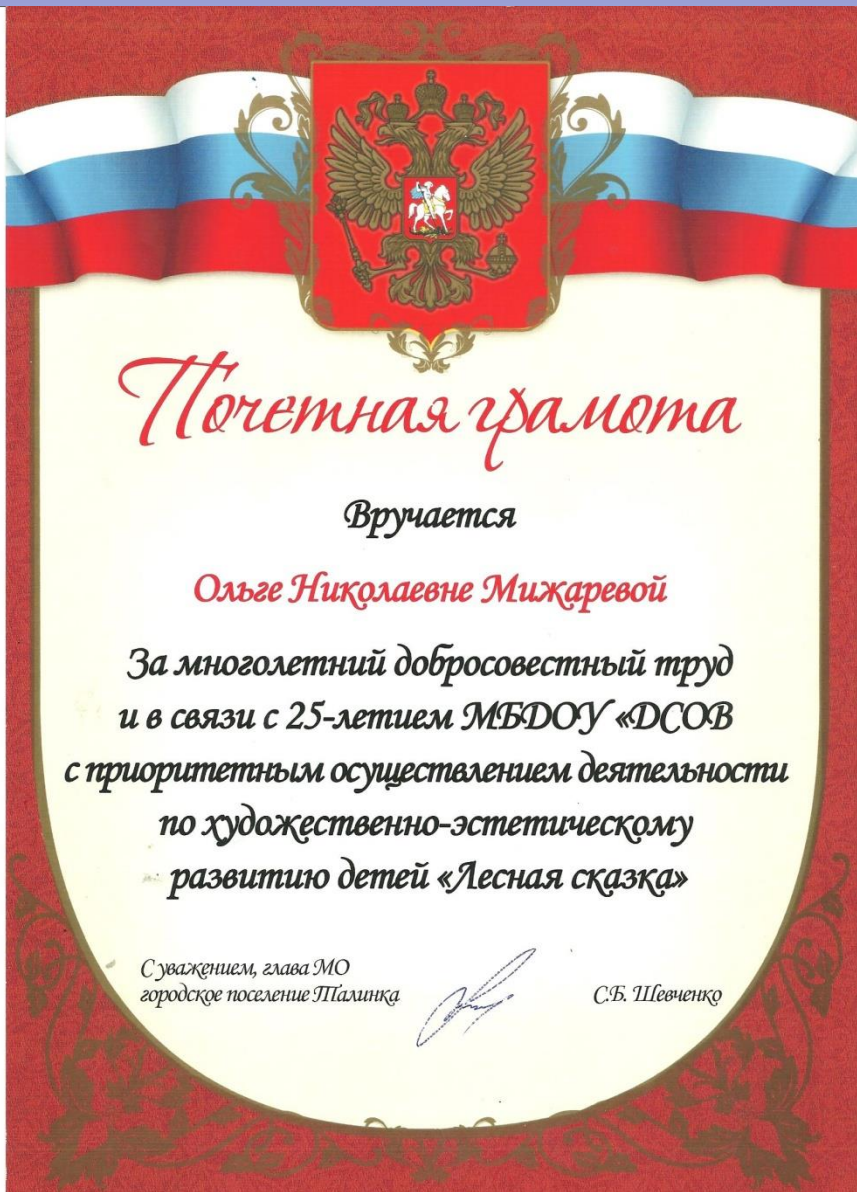 Почетная грамота
Вручается
Ольге Николаевне Мижаревой
За многолетний добросовестный труд
и в связи с 25-летием МБДОУ «ДСОВ
с приоритетным осуществлением деятельности
по художественно-эстетическому
развитию детей «Лесная сказка»
С уважением, глава МО
городское поселение Талинка
С.Б. Шевченко